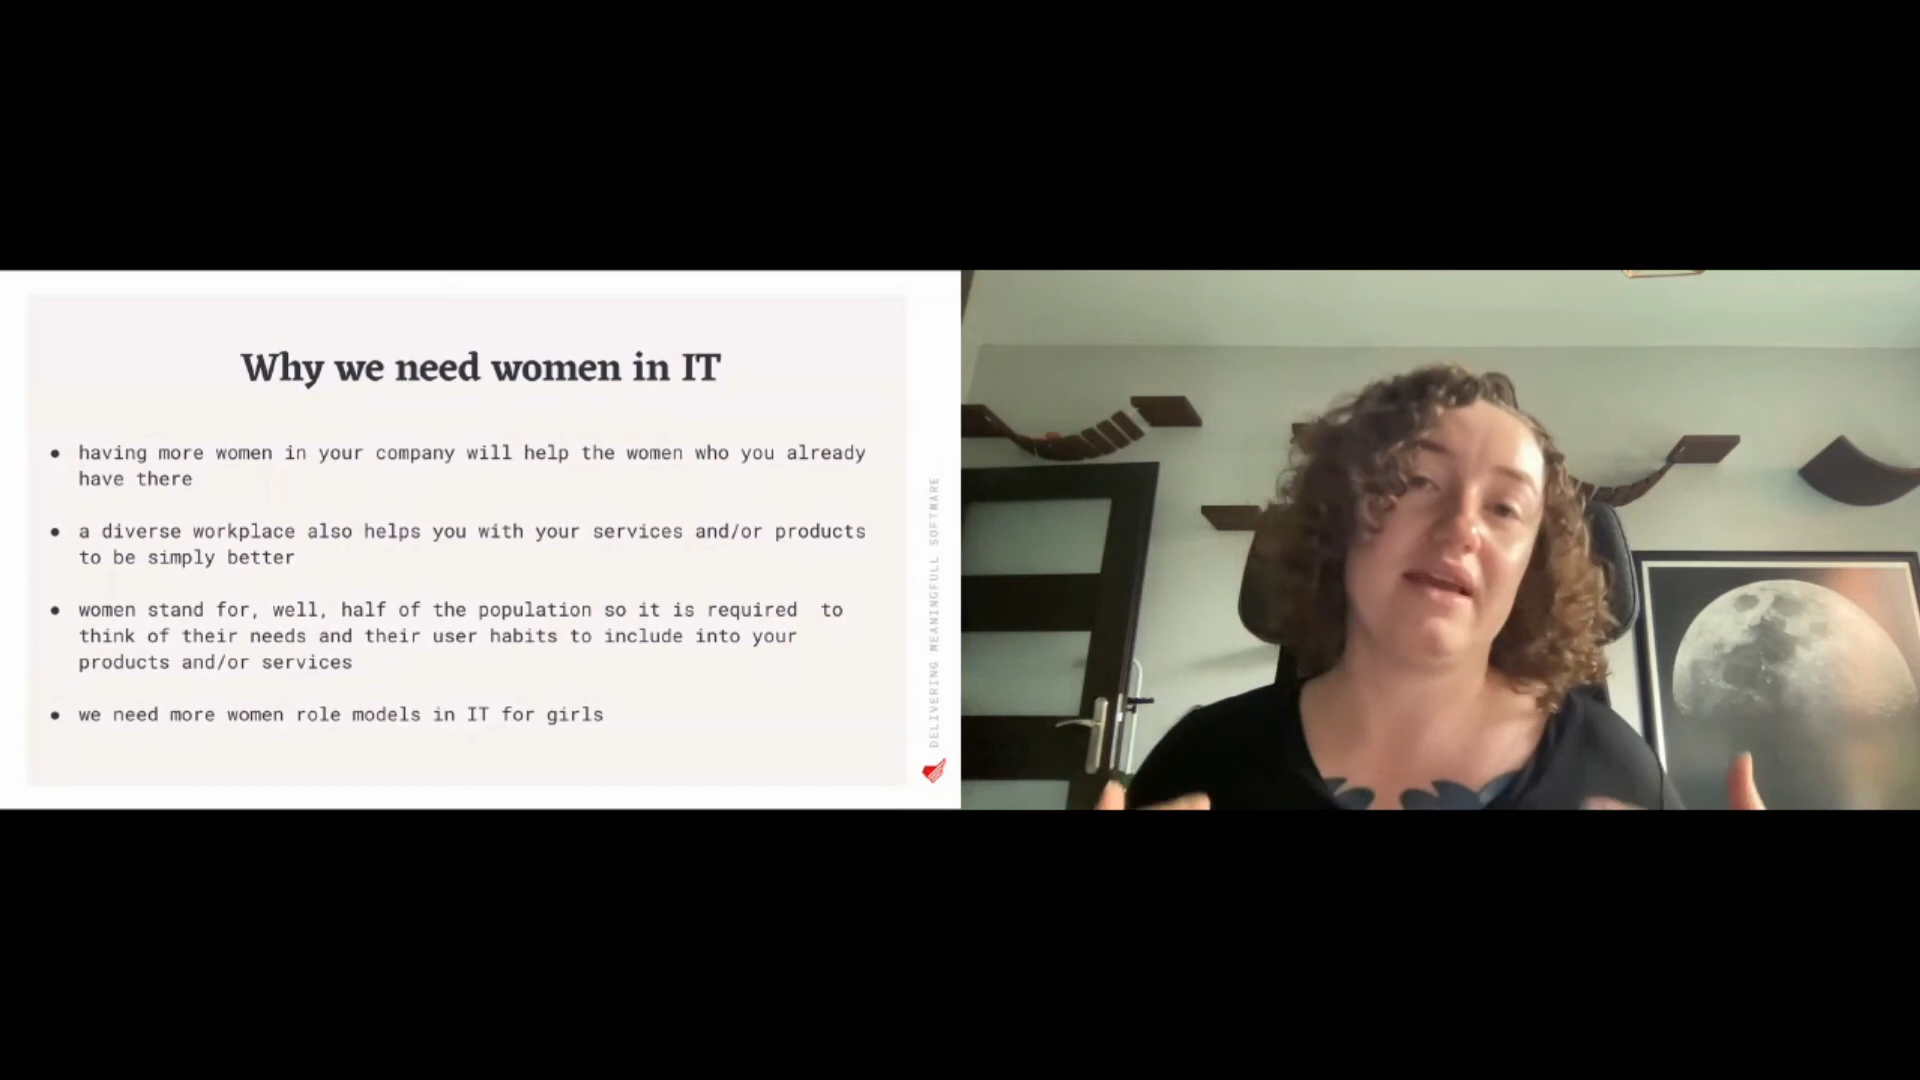 Why we need women in IT
● having more women in your company will help the women who you already
have there
● a diverse workplace also helps you with your services and/or products
to be simply better
● women stand for, well, half of the population so it is required to
think of their needs and their user habits to include into your
products and/or services
● we need more women role models in IT for girls
DELIVERING MEANINGFULL SOFTWARE